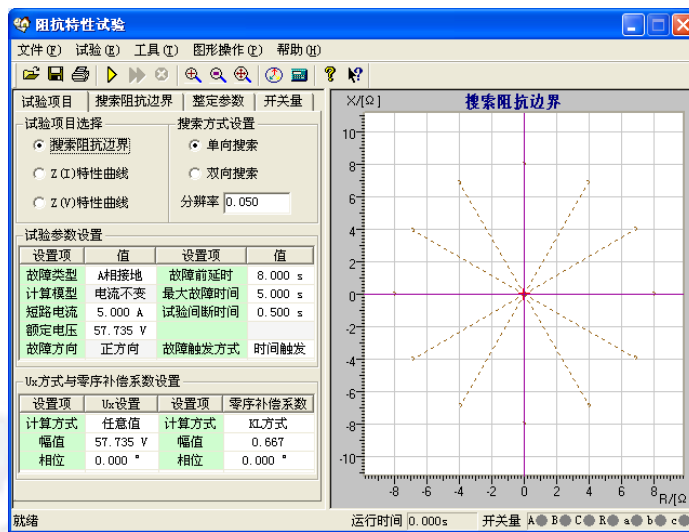 阻抗特性试验
文件(F) 试验(E) 工具(T) 图形操作(P) 帮助(H)
试验项目 搜索阻抗边界 整定参数 开关量
试验项目选择 搜索方式设置
搜索阻抗边界 单向搜索
Z(I)特性曲线 双向搜索
Z(V)特性曲线 分辨率 0.050
试验参数设置
设置项 值 设置项 值
故障类型 A相接地 故障前延时 8.000 s
计算模型 电流不变 最大故障时间 5.000 s
短路电流 5.000 A 试验间断时间 0.500 s
额定电压 57.735 V
故障方向 正方向 故障触发方式 时间触发
Ux方式与零序补偿系数设置
设置项 Ux设置 设置项 零序补偿系数
计算方式 任意值 计算方式 KL方式
幅值 57.735 V 幅值 0.667
相位 0.000 ° 相位 0.000 °
X/[Ω] 搜索阻抗边界
10
8
6
4
2
0
-2
-4
-6
-8
-10
-8 -6 -4 -2 0 2 4 6 8
R/[Ω
就绪 运行时间 0.000s 开关量 A B C R a b c